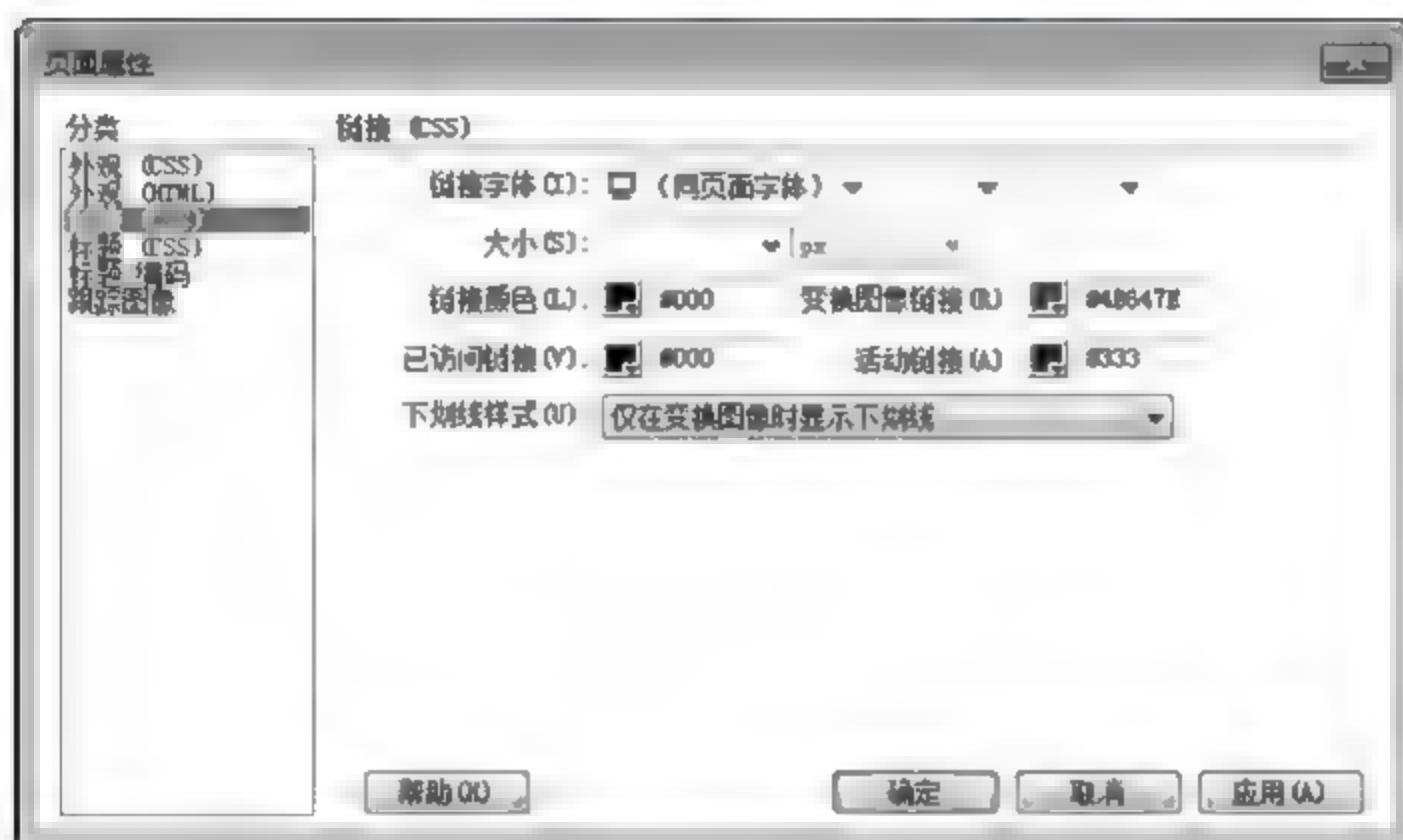 页面属性
分类
链接 (CSS)
外观 (CSS)
外观 (HTML)
标题 (CSS)
标题/编码
跟踪图像
链接字体(I): (同页面字体)
大小(S): px
链接颜色(L): #000 变换图像链接(R)
已访问链接(V): #000 活动链接(A) #333
下划线样式(U) 仅在变换图像时显示下划线
帮助 确定 取消 应用(A)